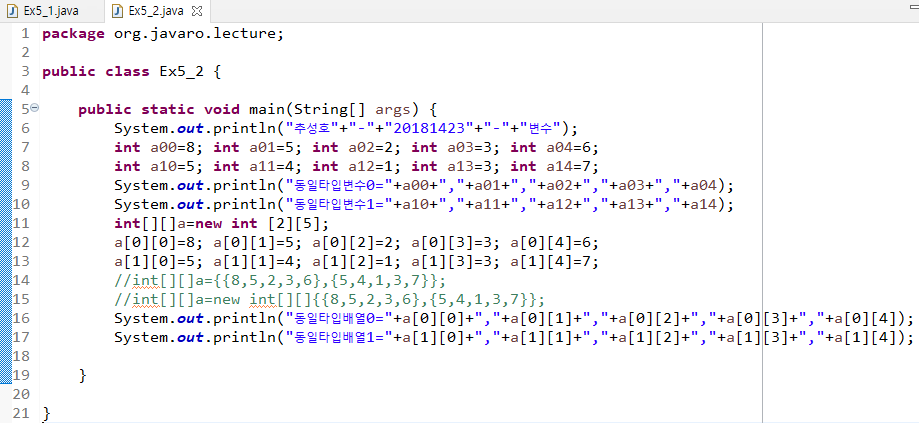 Ex5_1.java Ex5_2.java
1 package org.javaro.lecture;
2
3 public class Ex5_2 {
4
5 public static void main(String[] args) {
6 System.out.println("추성호"+"-"+"20181423"+"-"+"변수");
7 int a00=8; int a01=5; int a02=2; int a03=3; int a04=6;
8 int a10=5; int a11=4; int a12=1; int a13=3; int a14=7;
9 System.out.println("동일타입변수0="+a00+","+a01+","+a02+","+a03+","+a04);
10 System.out.println("동일타입변수1="+a10+","+a11+","+a12+","+a13+","+a14);
11 int[][]a=new int [2][5];
12 a[0][0]=8; a[0][1]=5; a[0][2]=2; a[0][3]=3; a[0][4]=6;
13 a[1][0]=5; a[1][1]=4; a[1][2]=1; a[1][3]=3; a[1][4]=7;
14 //int[][]a={{8,5,2,3,6},{5,4,1,3,7}};
15 //int[][]a=new int[][]{{8,5,2,3,6},{5,4,1,3,7}};
16 System.out.println("동일타입배열0="+a[0][0]+","+a[0][1]+","+a[0][2]+","+a[0][3]+","+a[0][4]);
17 System.out.println("동일타입배열1="+a[1][0]+","+a[1][1]+","+a[1][2]+","+a[1][3]+","+a[1][4]);
18
19 }
20
21 }